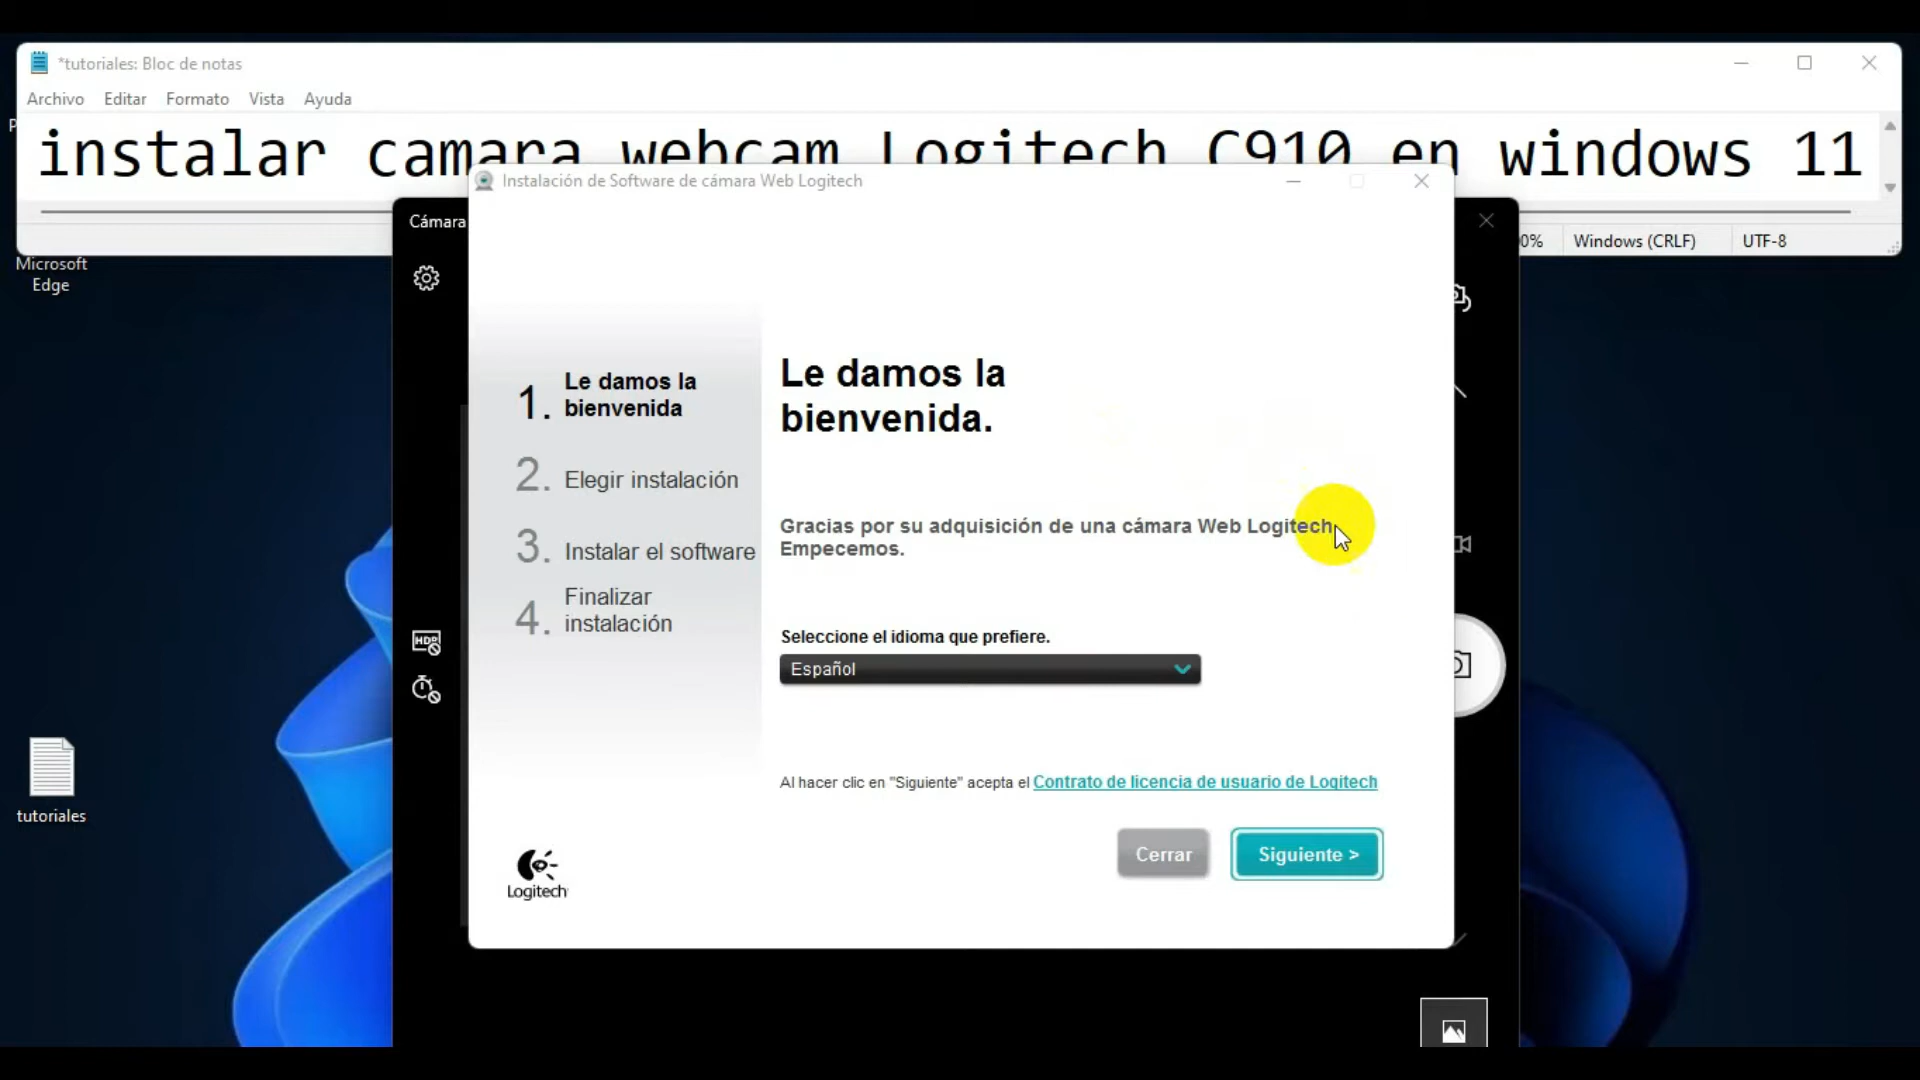 *tutoriales: Bloc de notas
Archivo Editar Formato Vista Ayuda
instalar camara webcam Logitech C910 en windows 11
Windows (CRLF) UTF-8
0%
Microsoft
Edge
tutoriales
Cámara
HDR
Instalación de Software de cámara Web Logitech
1. Le damos la
bienvenida
2. Elegir instalación
3. Instalar el software
4. Finalizar
instalación
Le damos la
bienvenida.
Gracias por su adquisición de una cámara Web Logitech
Empecemos.
Seleccione el idioma que prefiere.
Español
Al hacer clic en "Siguiente" acepta el Contrato de licencia de usuario de Logitech
Cerrar Siguiente >
Logitech